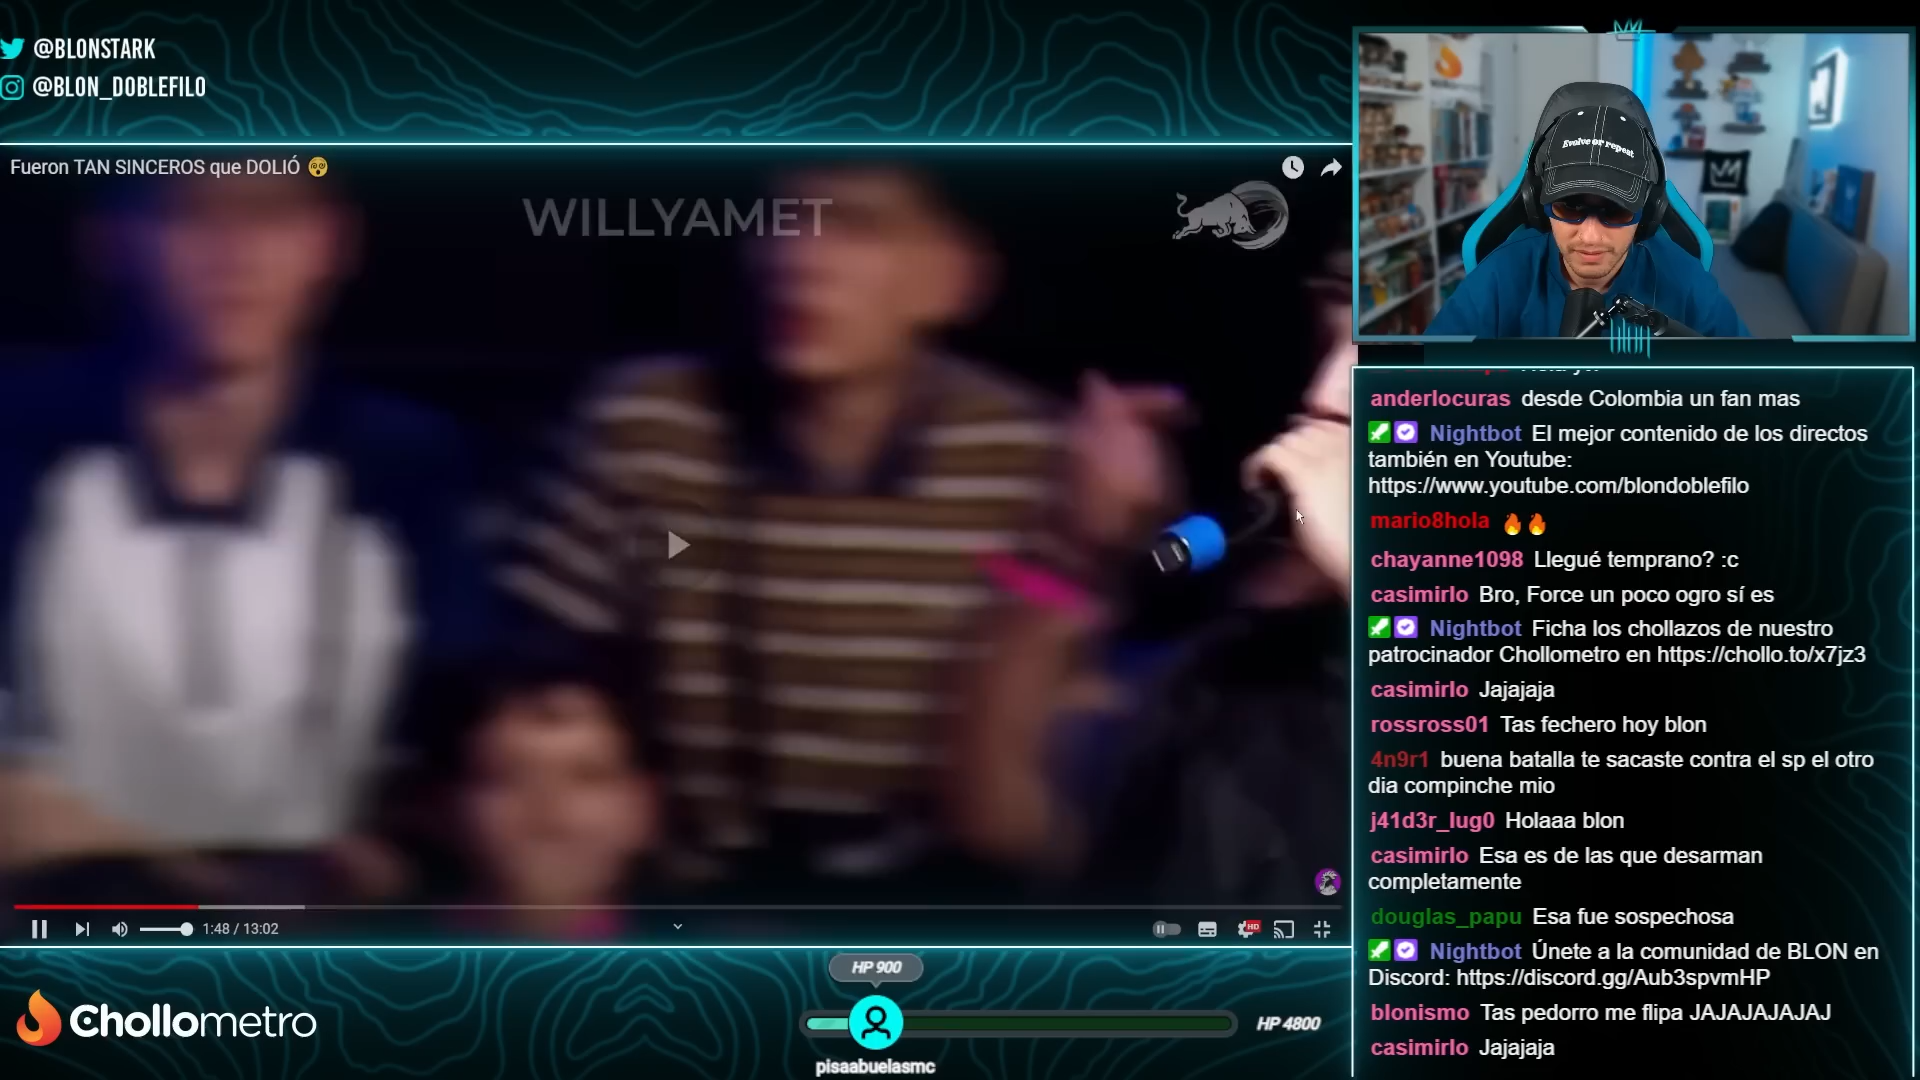 @BLONSTARK
@BLON_DOBLEFILO
Fueron TAN SINCEROS que DOLIÓ 😵
WILLYAMET
1:48 / 13:02
HD
Chollometro
HP 900
HP 4800
pisaabuelasmc
Evolve or repeat
anderlocuras desde Colombia un fan mas
Nightbot El mejor contenido de los directos
también en Youtube:
https://www.youtube.com/blondoblefilo
mario8hola 🔥🔥
chayanne1098 Llegué temprano? :c
casimirlo Bro, Force un poco ogro sí es
Nightbot Ficha los chollazos de nuestro
patrocinador Chollometro en https://chollo.to/x7jz3
casimirlo Jajajaja
rossross01 Tas fechero hoy blon
4n9r1 buena batalla te sacaste contra el sp el otro
dia compinche mio
j41d3r_lug0 Holaaa blon
casimirlo Esa es de las que desarman
completamente
douglas_papu Esa fue sospechosa
Nightbot Únete a la comunidad de BLON en
Discord: https://discord.gg/Aub3spvmHP
blonismo Tas pedorro me flipa JAJAJAJAJAJ
casimirlo Jajajaja